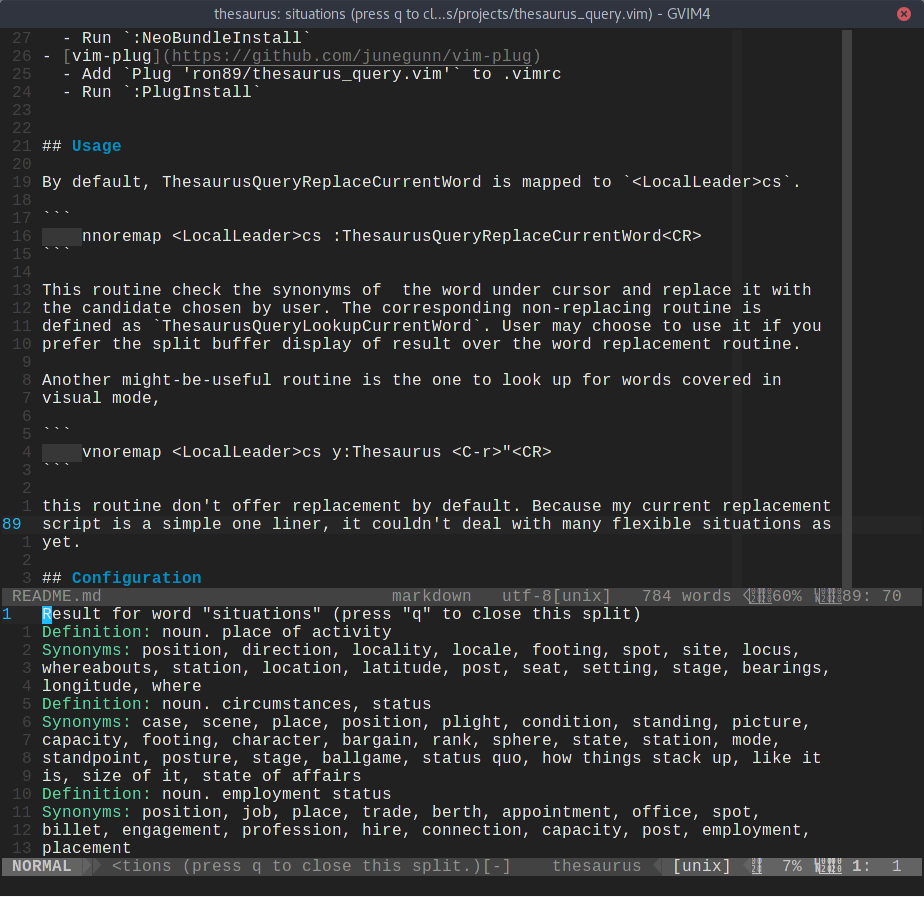 thesaurus: situations (press q to cl...s/projects/thesaurus_query.vim) - GVIM4
27 - Run `:NeoBundleInstall`
26 - [vim-plug](https://github.com/junegunn/vim-plug)
25 - Add `Plug 'ron89/thesaurus_query.vim'` to .vimrc
24 - Run `:PlugInstall`
23
22
21 ## Usage
20
19 By default, ThesaurusQueryReplaceCurrentWord is mapped to `<LocalLeader>cs`.
18
17 ```
16 nnoremap <LocalLeader>cs :ThesaurusQueryReplaceCurrentWord<CR>
15 ```
14
13 This routine check the synonyms of  the word under cursor and replace it with
12 the candidate chosen by user. The corresponding non-replacing routine is
11 defined as `ThesaurusQueryLookupCurrentWord`. User may choose to use it if you
10 prefer the split buffer display of result over the word replacement routine.
9
8 Another might-be-useful routine is the one to look up for words covered in
7 visual mode,
6
5 ```
4 vnoremap <LocalLeader>cs y:Thesaurus <C-r>"<CR>
3 ```
2
1 this routine don't offer replacement by default. Because my current replacement
89 script is a simple one liner, it couldn't deal with many flexible situations as
1 yet.
2
3 ## Configuration
README.md markdown utf-8[unix] 784 words 60% 89: 70
1 Result for word "situations" (press "q" to close this split)
1 Definition: noun. place of activity
2 Synonyms: position, direction, locality, locale, footing, spot, site, locus,
3 whereabouts, station, location, latitude, post, seat, setting, stage, bearings,
4 longitude, where
5 Definition: noun. circumstances, status
6 Synonyms: case, scene, place, position, plight, condition, standing, picture,
7 capacity, footing, character, bargain, rank, sphere, state, station, mode,
8 standpoint, posture, stage, ballgame, status quo, how things stack up, like it
9 is, size of it, state of affairs
10 Definition: noun. employment status
11 Synonyms: position, job, place, trade, berth, appointment, office, spot,
12 billet, engagement, profession, hire, connection, capacity, post, employment,
13 placement
NORMAL <tions (press q to close this split.)[-] thesaurus [unix] 7% 1: 1